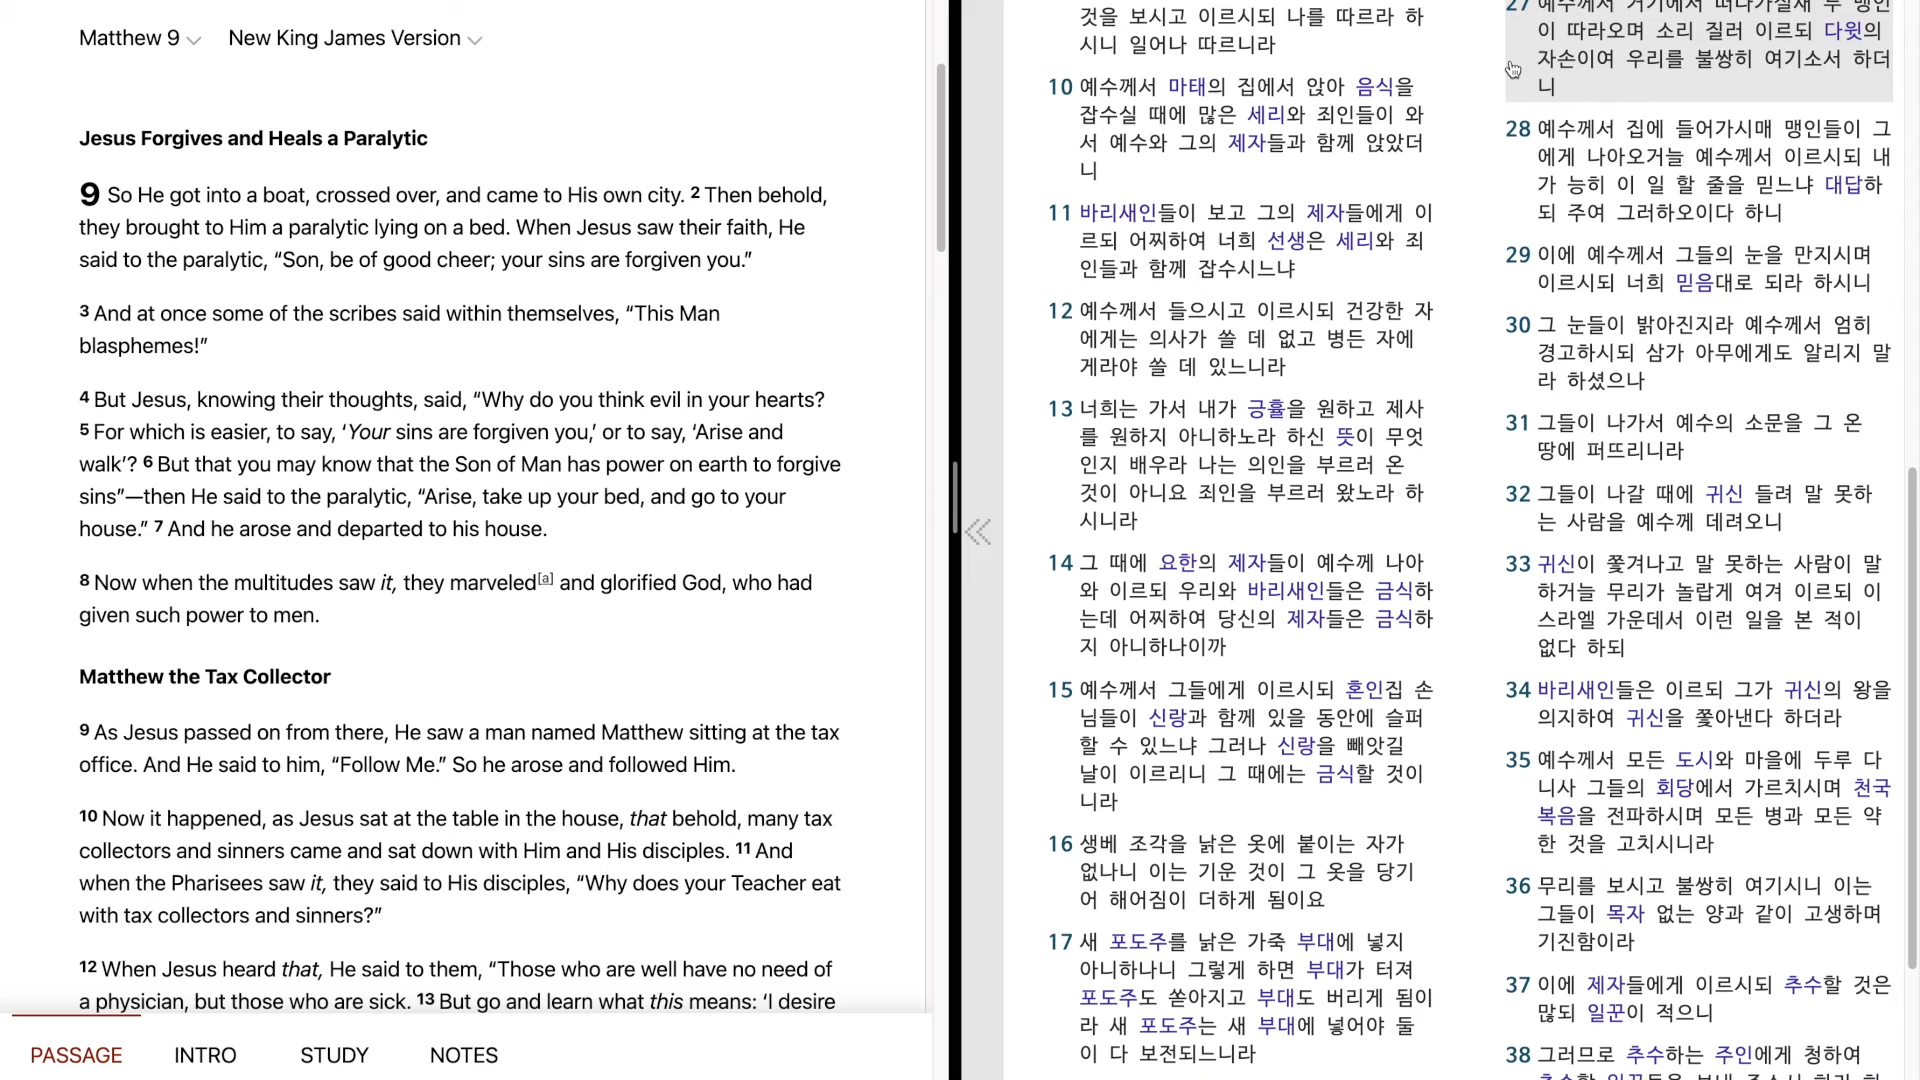 Matthew 9
New King James Version
Jesus Forgives and Heals a Paralytic
9 So He got into a boat, crossed over, and came to His own city. 2 Then behold,
they brought to Him a paralytic lying on a bed. When Jesus saw their faith, He
said to the paralytic, “Son, be of good cheer; your sins are forgiven you.”
3 And at once some of the scribes said within themselves, “This Man
blasphemes!”
4 But Jesus, knowing their thoughts, said, “Why do you think evil in your hearts?
5 For which is easier, to say, ‘Your sins are forgiven you,’ or to say, ‘Arise and
walk’? 6 But that you may know that the Son of Man has power on earth to forgive
sins”—then He said to the paralytic, “Arise, take up your bed, and go to your
house.” 7 And he arose and departed to his house.
8 Now when the multitudes saw it, they marveled[a] and glorified God, who had
given such power to men.
Matthew the Tax Collector
9 As Jesus passed on from there, He saw a man named Matthew sitting at the tax
office. And He said to him, “Follow Me.” So he arose and followed Him.
10 Now it happened, as Jesus sat at the table in the house, that behold, many tax
collectors and sinners came and sat down with Him and His disciples. 11 And
when the Pharisees saw it, they said to His disciples, “Why does your Teacher eat
with tax collectors and sinners?”
12 When Jesus heard that, He said to them, “Those who are well have no need of
a physician, but those who are sick. 13 But go and learn what this means: ‘I desire
PASSAGE
INTRO
STUDY
NOTES
것을 보시고 이르시되 나를 따르라 하
시니 일어나 따르니라
10 예수께서 마태의 집에서 앉아 음식을
잡수실 때에 많은 세리와 죄인들이 와
서 예수와 그의 제자들과 함께 앉았더
니
11 바리새인들이 보고 그의 제자들에게 이
르되 어찌하여 너희 선생은 세리와 죄
인들과 함께 잡수시느냐
12 예수께서 들으시고 이르시되 건강한 자
에게는 의사가 쓸 데 없고 병든 자에
게라야 쓸 데 있느니라
13 너희는 가서 내가 긍휼을 원하고 제사
를 원하지 아니하노라 하신 뜻이 무엇
인지 배우라 나는 의인을 부르러 온
것이 아니요 죄인을 부르러 왔노라 하
시니라
14 그 때에 요한의 제자들이 예수께 나아
와 이르되 우리와 바리새인들은 금식하
는데 어찌하여 당신의 제자들은 금식하
지 아니하나이까
15 예수께서 그들에게 이르시되 혼인집 손
님들이 신랑과 함께 있을 동안에 슬퍼
할 수 있느냐 그러나 신랑을 빼앗길
날이 이르리니 그 때에는 금식할 것이
니라
16 생베 조각을 낡은 옷에 붙이는 자가
없나니 이는 기운 것이 그 옷을 당기
어 해어짐이 더하게 됨이요
17 새 포도주를 낡은 가죽 부대에 넣지
아니하나니 그렇게 하면 부대가 터져
포도주도 쏟아지고 부대도 버리게 됨이
라 새 포도주는 새 부대에 넣어야 둘
이 다 보전되느니라
27 예수께서 거기에서 떠나가실새 두 맹인
이 따라오며 소리 질러 이르되 다윗의
자손이여 우리를 불쌍히 여기소서 하더
니
28 예수께서 집에 들어가시매 맹인들이 그
에게 나아오거늘 예수께서 이르시되 내
가 능히 이 일 할 줄을 믿느냐 대답하
되 주여 그러하오이다 하니
29 이에 예수께서 그들의 눈을 만지시며
이르시되 너희 믿음대로 되라 하시니
30 그 눈들이 밝아진지라 예수께서 엄히
경고하시되 삼가 아무에게도 알리지 말
라 하셨으나
31 그들이 나가서 예수의 소문을 그 온
땅에 퍼뜨리니라
32 그들이 나갈 때에 귀신 들려 말 못하
는 사람을 예수께 데려오니
33 귀신이 쫓겨나고 말 못하는 사람이 말
하거늘 무리가 놀랍게 여겨 이르되 이
스라엘 가운데서 이런 일을 본 적이
없다 하되
34 바리새인들은 이르되 그가 귀신의 왕을
의지하여 귀신을 쫓아낸다 하더라
35 예수께서 모든 도시와 마을에 두루 다
니사 그들의 회당에서 가르치시며 천국
복음을 전파하시며 모든 병과 모든 약
한 것을 고치시니라
36 무리를 보시고 불쌍히 여기시니 이는
그들이 목자 없는 양과 같이 고생하며
기진함이라
37 이에 제자들에게 이르시되 추수할 것은
많되 일꾼이 적으니
38 그러므로 추수하는 주인에게 청하여